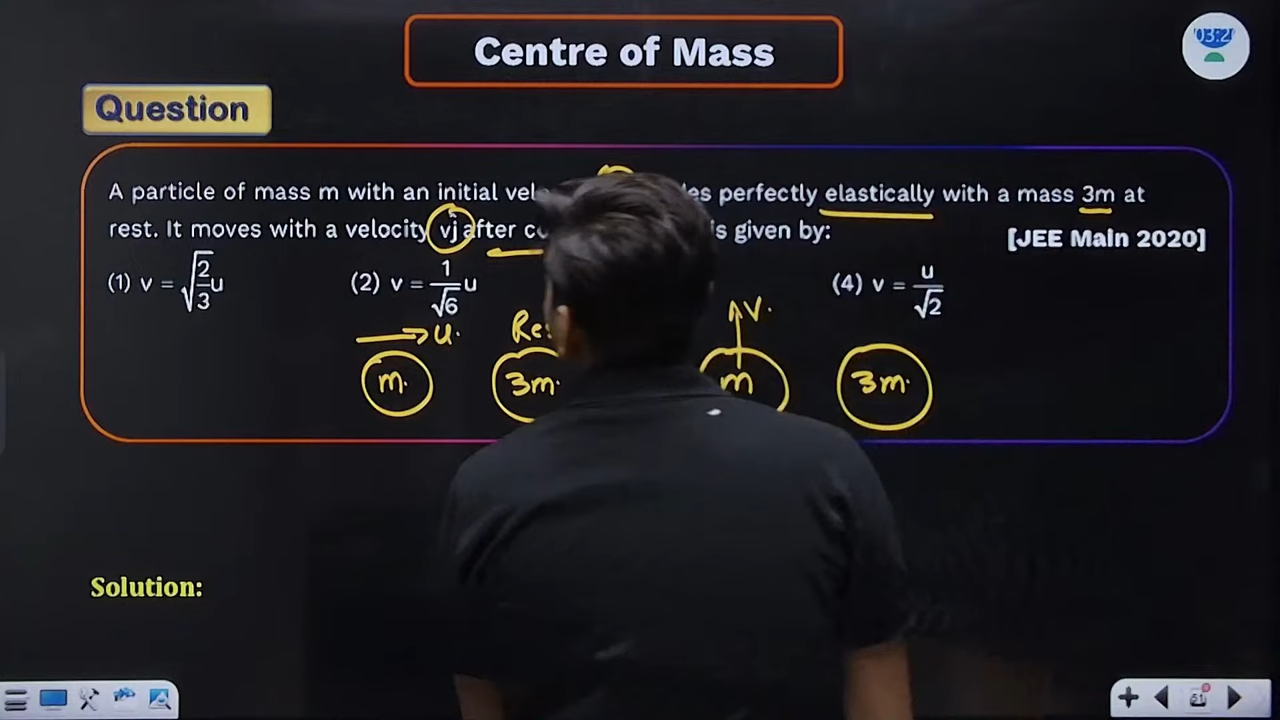 Centre of Mass
Question
A particle of mass m with an initial perfectly elastically with a mass 3m at
rest. It moves with a velocity vĵ after is given by:
[JEE Main 2020]
(1) v = √(2/3)u
(2) v = 1/√6 u
(4) v = u/√2
u.
v.
m.
3m.
m
3m.
Solution:
61